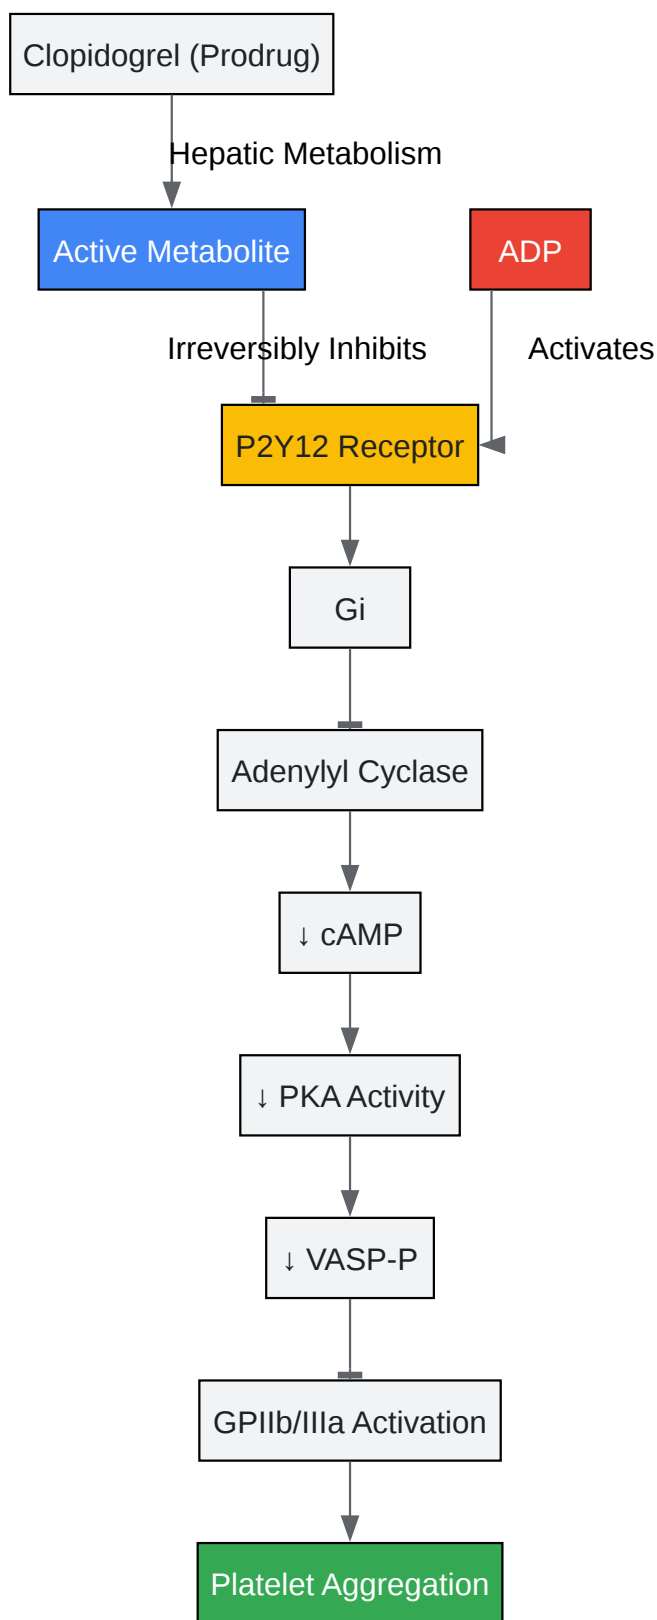 Clopidogrel (Prodrug)
Hepatic Metabolism
Active Metabolite
ADP
Irreversibly Inhibits
Activates
P2Y12 Receptor
Gi
Adenylyl Cyclase
↓ cAMP
↓ PKA Activity
↓ VASP-P
GPIIb/IIIa Activation
Platelet Aggregation